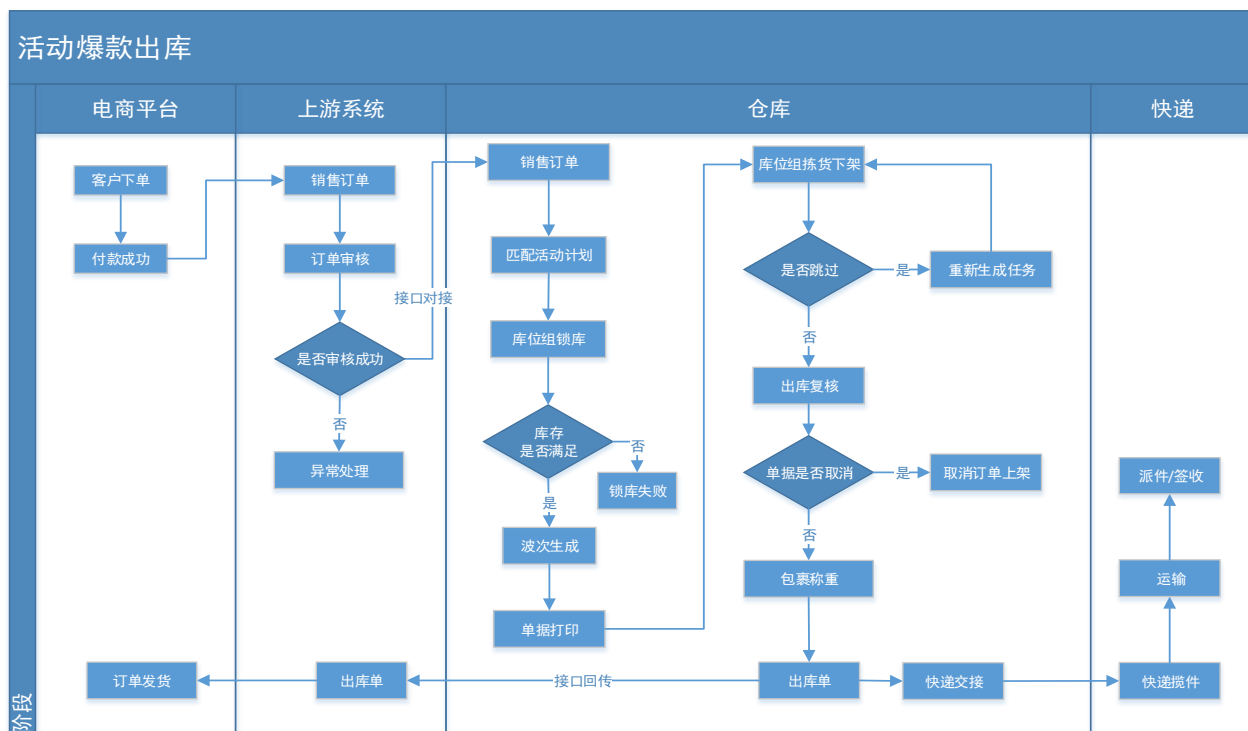 活动爆款出库
电商平台
上游系统
仓库
快递
阶段
客户下单
付款成功
订单发货
销售订单
订单审核
是否审核成功
否
异常处理
出库单
接口对接
销售订单
匹配活动计划
库位组锁库
库存
是否满足
否
锁库失败
是
波次生成
单据打印
接口回传
库位组拣货下架
是否跳过
是
重新生成任务
否
出库复核
单据是否取消
是
取消订单上架
否
包裹称重
出库单
快递交接
派件/签收
运输
快递揽件